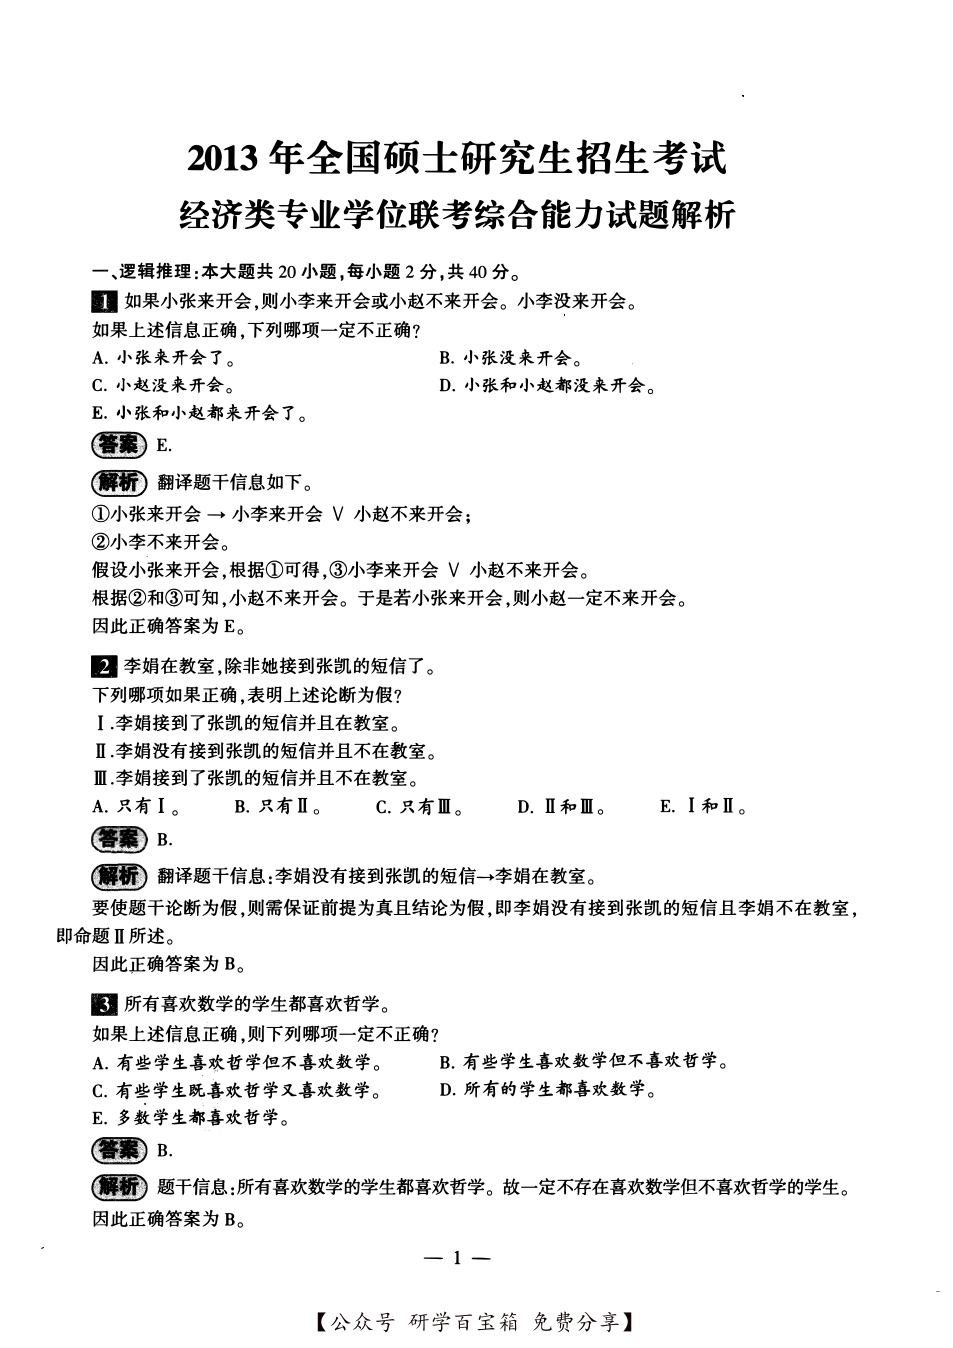 2013 年全国硕士研究生招生考试
经济类专业学位联考综合能力试题解析
一、逻辑推理:本大题共 20 小题,每小题 2 分,共 40 分。
1 如果小张来开会,则小李来开会或小赵不来开会。小李没来开会。
如果上述信息正确,下列哪项一定不正确?
A. 小张来开会了。 B. 小张没来开会。
C. 小赵没来开会。 D. 小张和小赵都没来开会。
E. 小张和小赵都来开会了。
答案 E.
解析 翻译题干信息如下。
①小张来开会 → 小李来开会 ∨ 小赵不来开会;
②小李不来开会。
假设小张来开会,根据①可得,③小李来开会 ∨ 小赵不来开会。
根据②和③可知,小赵不来开会。于是若小张来开会,则小赵一定不来开会。
因此正确答案为 E。
2 李娟在教室,除非她接到张凯的短信了。
下列哪项如果正确,表明上述论断为假?
Ⅰ.李娟接到了张凯的短信并且在教室。
Ⅱ.李娟没有接到张凯的短信并且不在教室。
Ⅲ.李娟接到了张凯的短信并且不在教室。
A. 只有Ⅰ。 B. 只有Ⅱ。 C. 只有Ⅲ。 D. Ⅱ和Ⅲ。 E. Ⅰ和Ⅱ。
答案 B.
解析 翻译题干信息:李娟没有接到张凯的短信→李娟在教室。
要使题干论断为假,则需保证前提为真且结论为假,即李娟没有接到张凯的短信且李娟不在教室,
即命题Ⅱ所述。
因此正确答案为 B。
3 所有喜欢数学的学生都喜欢哲学。
如果上述信息正确,则下列哪项一定不正确?
A. 有些学生喜欢哲学但不喜欢数学。 B. 有些学生喜欢数学但不喜欢哲学。
C. 有些学生既喜欢哲学又喜欢数学。 D. 所有的学生都喜欢数学。
E. 多数学生都喜欢哲学。
答案 B.
解析 题干信息:所有喜欢数学的学生都喜欢哲学。故一定不存在喜欢数学但不喜欢哲学的学生。
因此正确答案为 B。
— 1 —
【公众号 研学百宝箱 免费分享】